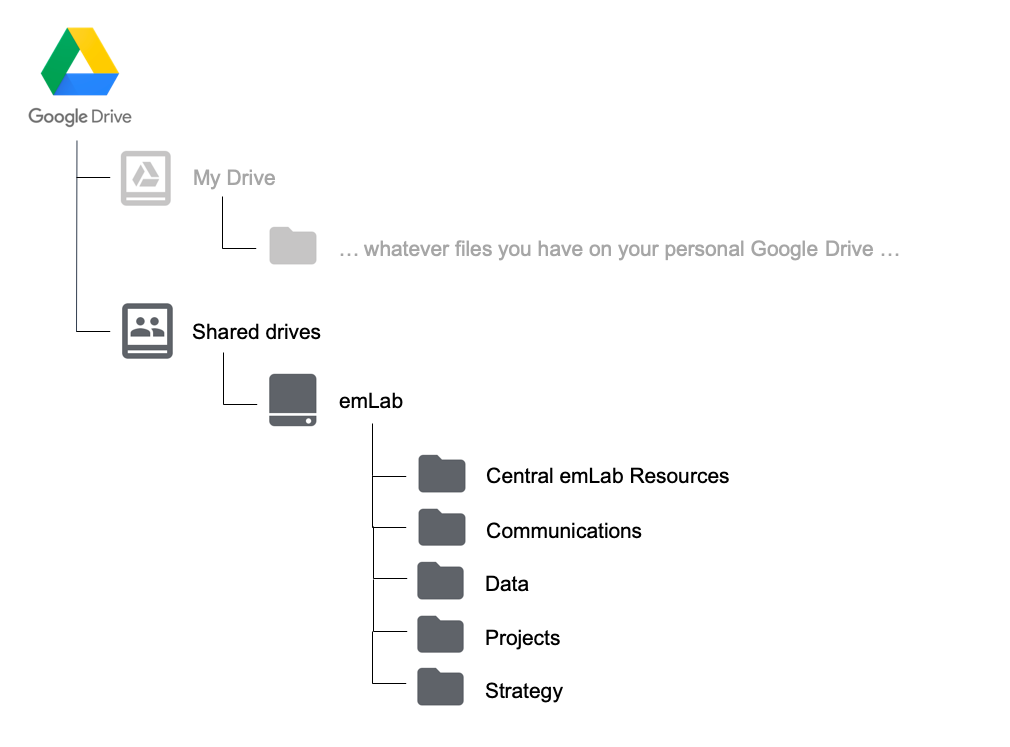 Google Drive
My Drive
… whatever files you have on your personal Google Drive …
Shared drives
emLab
Central emLab Resources
Communications
Data
Projects
Strategy